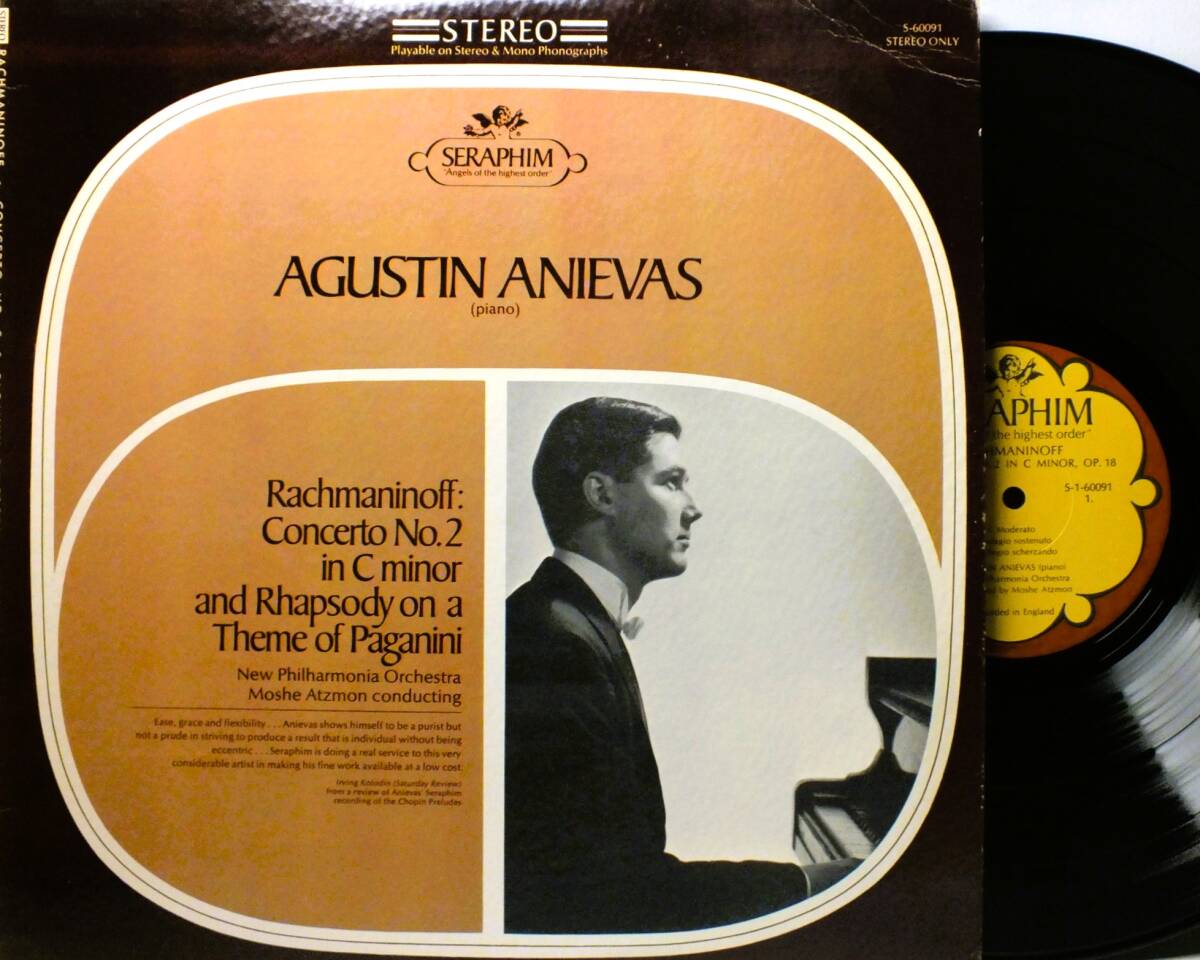 STEREO
Playable on Stereo & Mono Phonographs
S-60091
STEREO ONLY
SERAPHIM
"Angels of the highest order"
AGUSTIN ANIEVAS
(piano)
Rachmaninoff:
Concerto No. 2
in C minor
and Rhapsody on a
Theme of Paganini
New Philharmonia Orchestra
Moshe Atzmon conducting
Ease, grace and flexibility . . . Anievas shows himself to be a purist but
not a prude in striving to produce a result that is individual without being
eccentric . . . Seraphim is doing a real service to this very
considerable artist in making his fine work available at a low cost.
Irving Kolodin (Saturday Review)
from a review of Anievas' Seraphim
recording of the Chopin Preludes
STEREO RACHMANINOFF
APHIM
the highest order"
MANINOFF
2 IN C MINOR, OP. 18
S-1-60091
1.
Moderato
agio sostenuto
gro scherzando
N ANIEVAS (piano)
harmonia Orchestra
d by Moshe Atzmon
ded in England